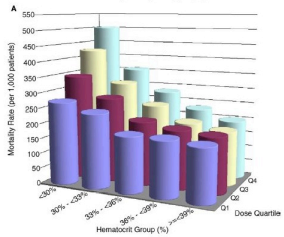 A
550
500
450
400
350
300
250
200
150
100
50
0
Mortality Rate (per 1,000 patients)
<30%
30% - <33%
33% - <36%
36% - <39%
>=39%
Hematocrit Group (%)
Q1
Q2
Q3
Q4
Dose Quartile